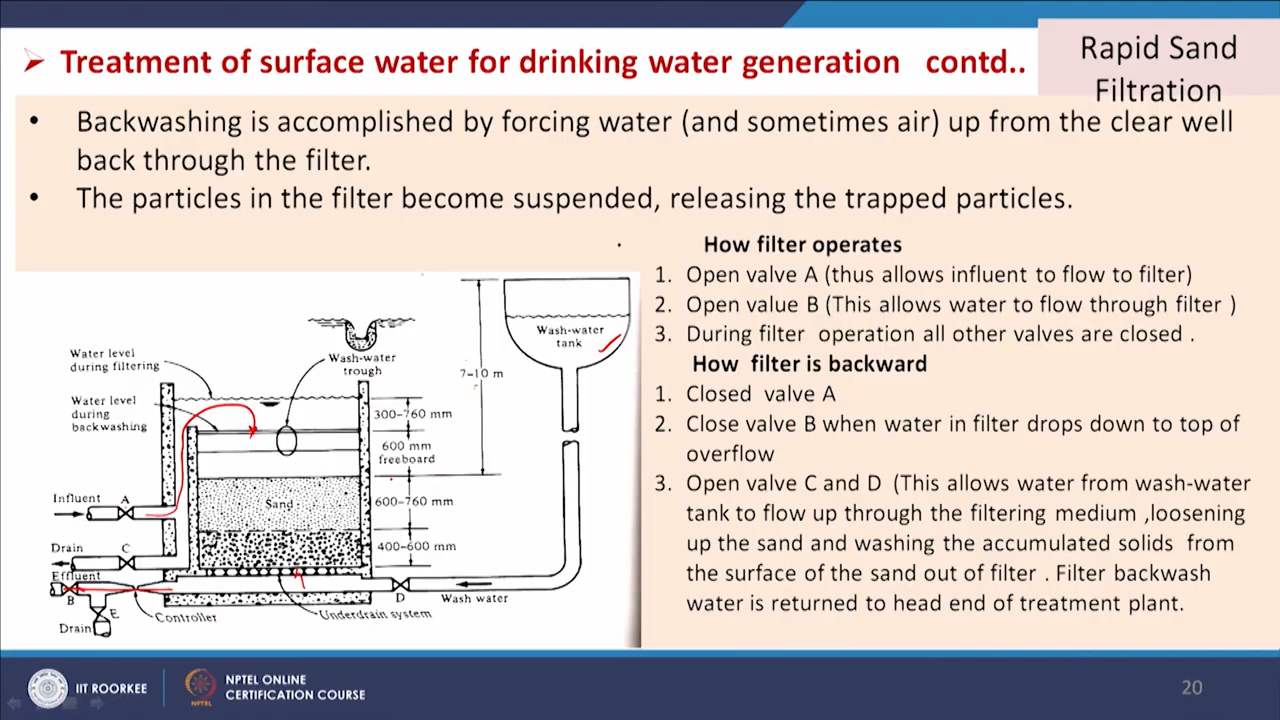 Treatment of surface water for drinking water generation contd..
Rapid Sand
Filtration
• Backwashing is accomplished by forcing water (and sometimes air) up from the clear well
back through the filter.
• The particles in the filter become suspended, releasing the trapped particles.
How filter operates
1. Open valve A (thus allows influent to flow to filter)
2. Open value B (This allows water to flow through filter )
3. During filter operation all other valves are closed .
How filter is backward
1. Closed valve A
2. Close valve B when water in filter drops down to top of
overflow
3. Open valve C and D (This allows water from wash-water
tank to flow up through the filtering medium ,loosening
up the sand and washing the accumulated solids from
the surface of the sand out of filter . Filter backwash
water is returned to head end of treatment plant.
Wash-water
tank
Water level
during filtering
Wash-water
trough
7-10 m
Water level
during
backwashing
300-760 mm
600 mm
freeboard
Influent
A
Sand
600-760 mm
Drain
C
400-600 mm
Effluent
B
E
Drain
Controller
Underdrain system
D
Wash water
IIT ROORKEE
NPTEL
NPTEL ONLINE
CERTIFICATION COURSE
20